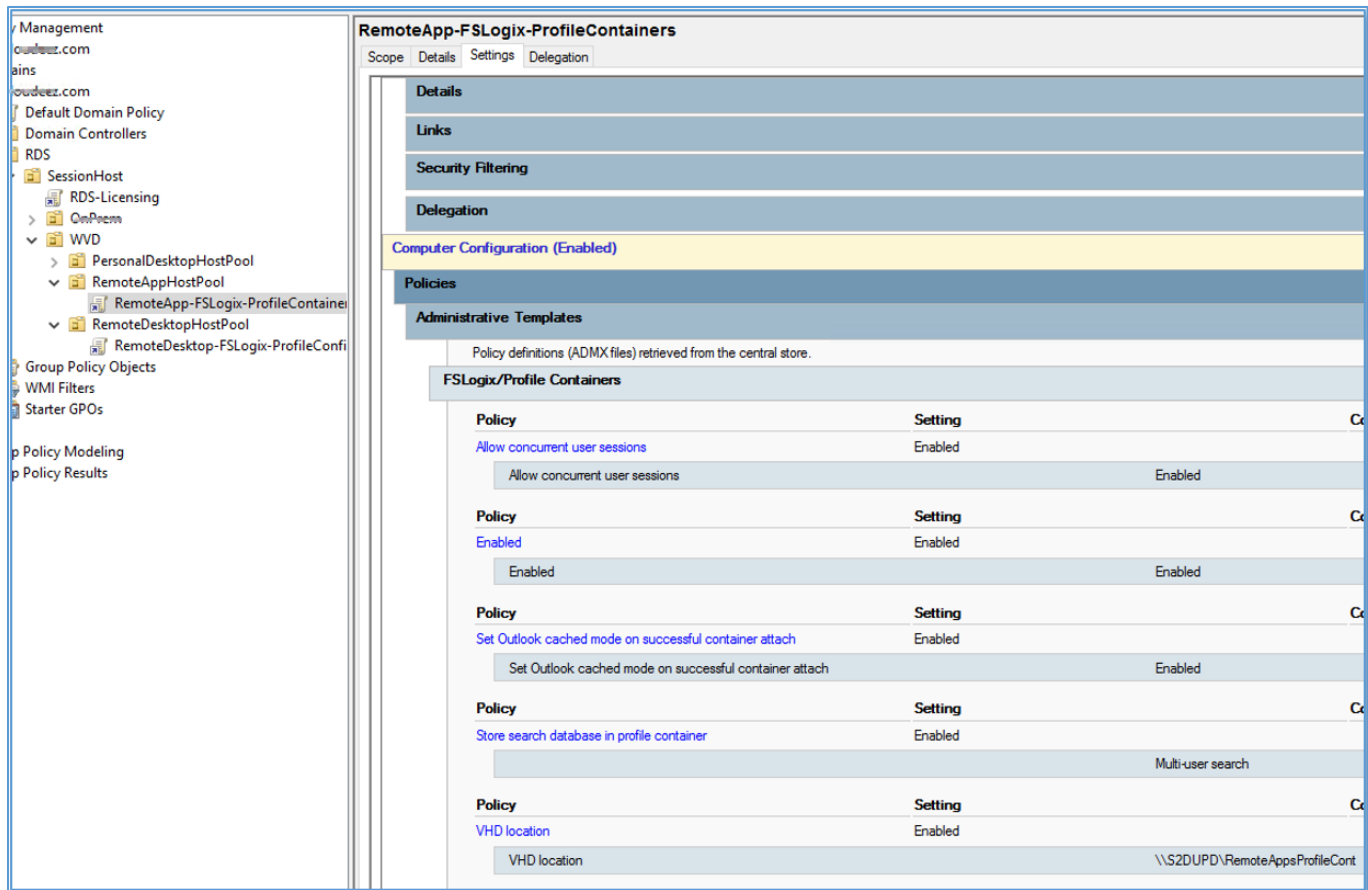 y Management
.com
ains
oudeez.com
Default Domain Policy
Domain Controllers
RDS
SessionHost
RDS-Licensing
OnPrem
WVD
PersonalDesktopHostPool
RemoteAppHostPool
RemoteApp-FSLogix-ProfileContainer
RemoteDesktopHostPool
RemoteDesktop-FSLogix-ProfileConfi
Group Policy Objects
WMI Filters
Starter GPOs
p Policy Modeling
p Policy Results
RemoteApp-FSLogix-ProfileContainers
Scope Details Settings Delegation
Details
Links
Security Filtering
Delegation
Computer Configuration (Enabled)
Policies
Administrative Templates
Policy definitions (ADMX files) retrieved from the central store.
FSLogix/Profile Containers
Policy Setting Co
Allow concurrent user sessions Enabled
Allow concurrent user sessions Enabled
Policy Setting Co
Enabled Enabled
Enabled Enabled
Policy Setting Co
Set Outlook cached mode on successful container attach Enabled
Set Outlook cached mode on successful container attach Enabled
Policy Setting Co
Store search database in profile container Enabled
Multi-user search
Policy Setting Co
VHD location Enabled
VHD location \\S2DUPD\RemoteAppsProfileCont